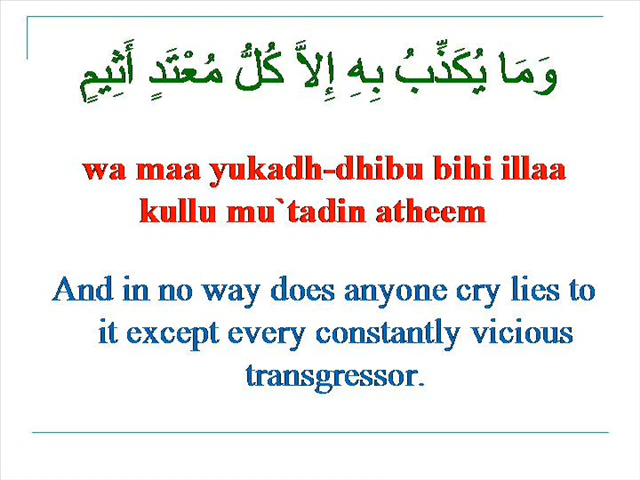 وَمَا يُكَذِّبُ بِهِ إِلاَّ كُلُّ مُعْتَدٍ أَثِيمٍ
wa maa yukadh-dhibu bihi illaa
kullu mu`tadin atheem
And in no way does anyone cry lies to
it except every constantly vicious
transgressor.